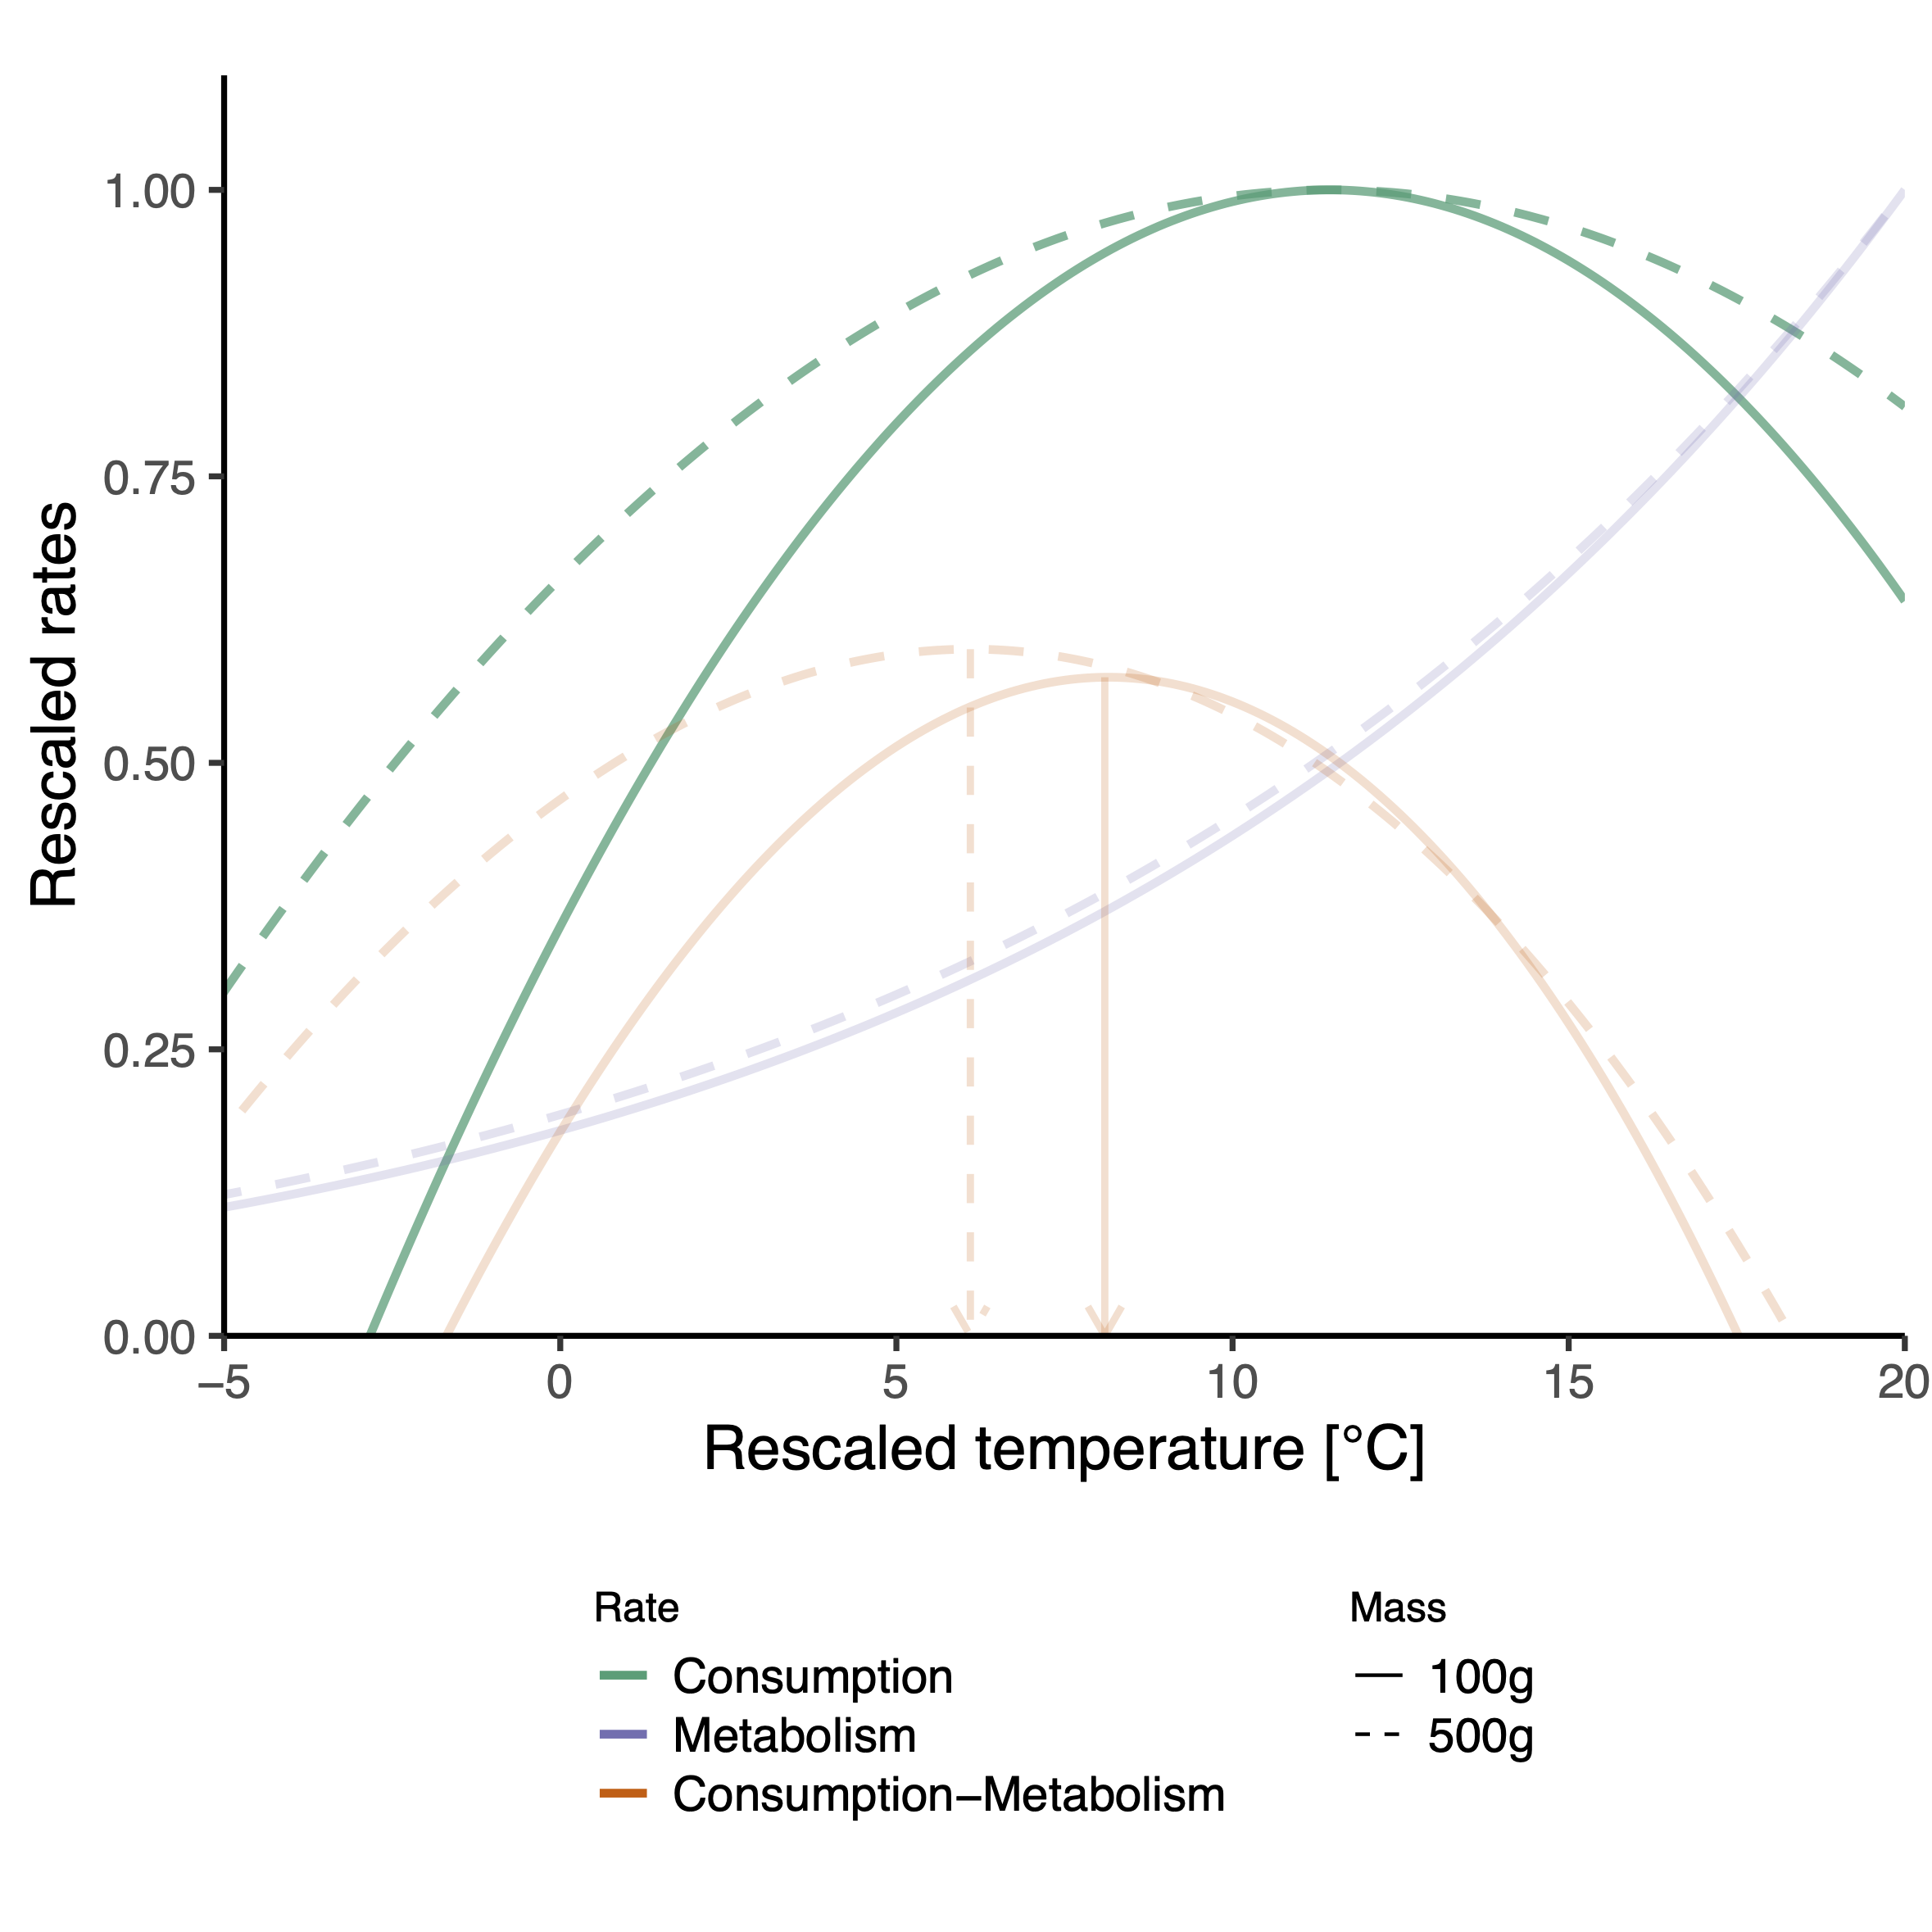 Rescaled rates
1.00
0.75
0.50
0.25
0.00
−5 0 5 10 15 20
Rescaled temperature [°C]
Rate
Consumption
Metabolism
Consumption−Metabolism
Mass
100g
500g